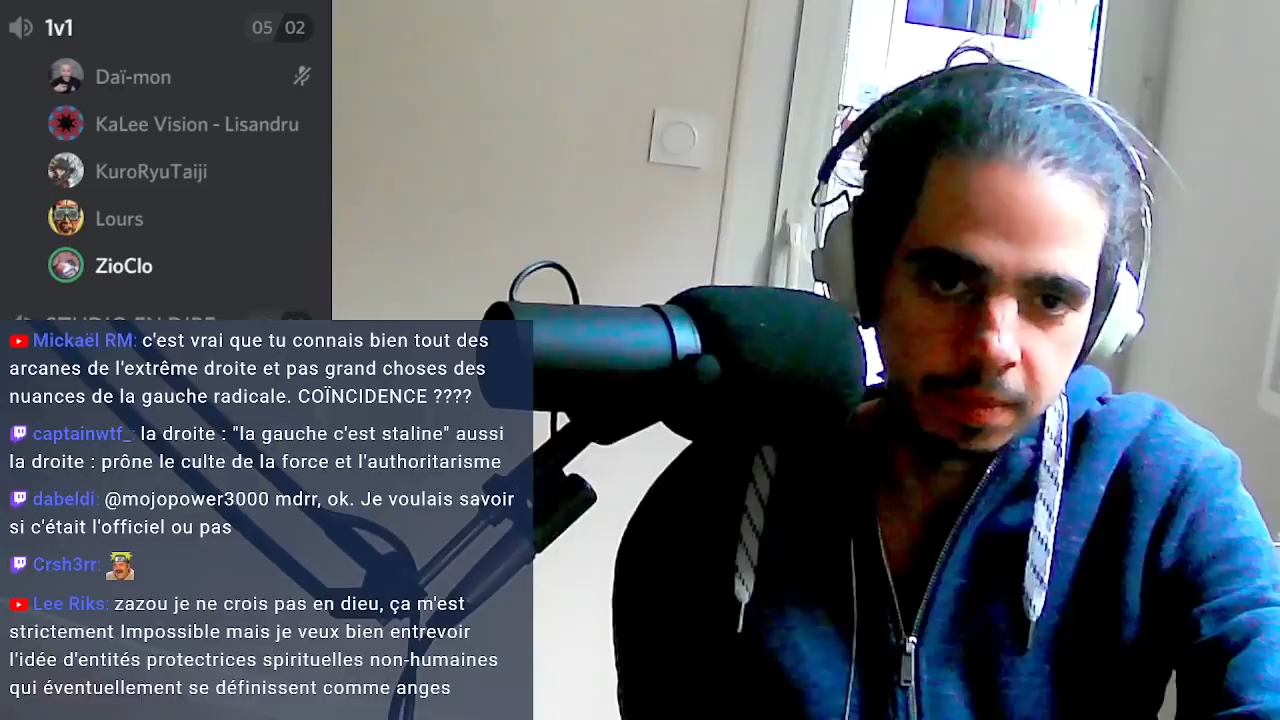 1v1
05 02
Daï-mon
KaLee Vision - Lisandru
KuroRyuTaiji
Lours
ZioClo
STUDIO EN DIRE
Mickaël RM: c'est vrai que tu connais bien tout des
arcanes de l'extrême droite et pas grand choses des
nuances de la gauche radicale. COÏNCIDENCE ????
captainwtf_: la droite : "la gauche c'est staline" aussi
la droite : prône le culte de la force et l'authoritarisme
dabeldi: @mojopower3000 mdrr, ok. Je voulais savoir
si c'était l'officiel ou pas
Crsh3rr:
Lee Riks: zazou je ne crois pas en dieu, ça m'est
strictement Impossible mais je veux bien entrevoir
l'idée d'entités protectrices spirituelles non-humaines
qui éventuellement se définissent comme anges